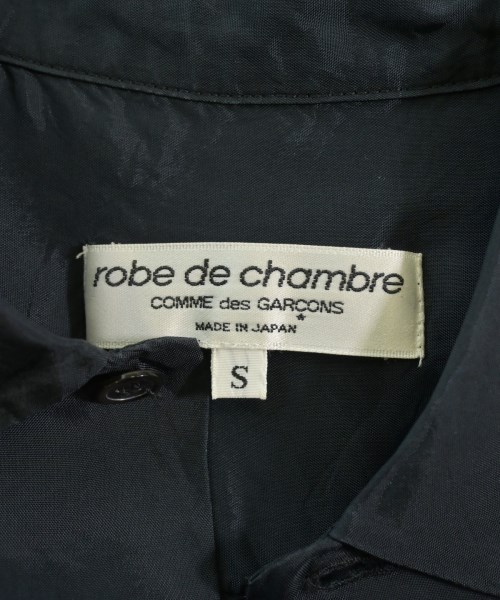 robe de chambre
COMME des GARÇONS
*
MADE IN JAPAN
S